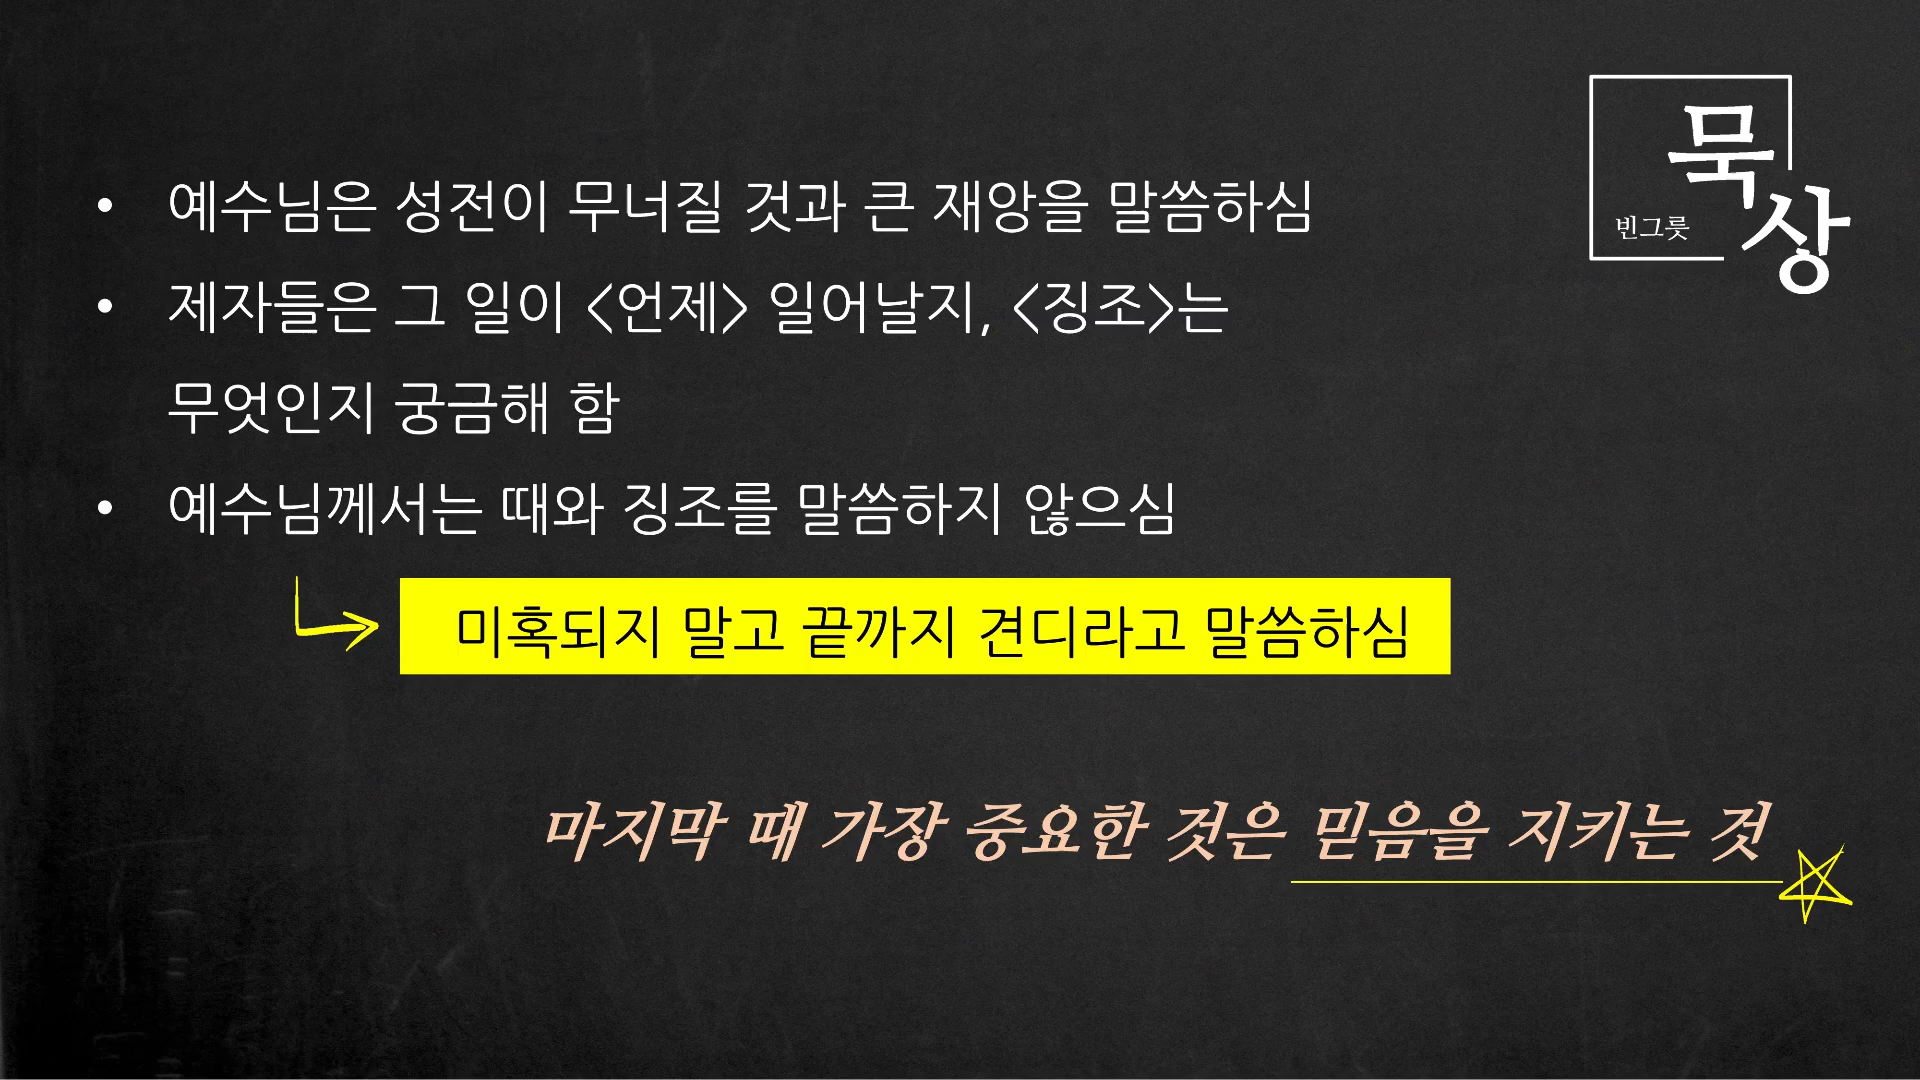 묵상
빈그릇
• 예수님은 성전이 무너질 것과 큰 재앙을 말씀하심
• 제자들은 그 일이 <언제> 일어날지, <징조>는
무엇인지 궁금해 함
• 예수님께서는 때와 징조를 말씀하지 않으심
미혹되지 말고 끝까지 견디라고 말씀하심
마지막 때 가장 중요한 것은 믿음을 지키는 것